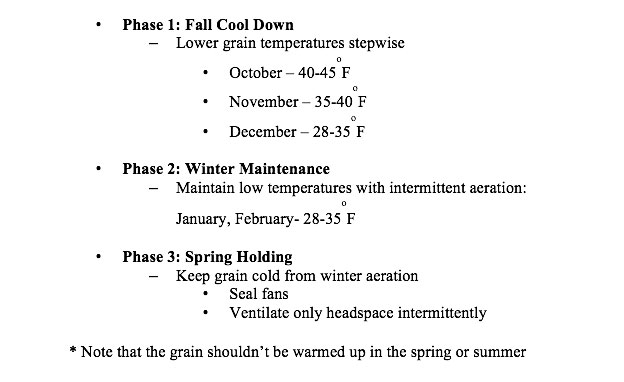 • Phase 1: Fall Cool Down
– Lower grain temperatures stepwise
• October – 40-45 °F
• November – 35-40 °F
• December – 28-35 °F
• Phase 2: Winter Maintenance
– Maintain low temperatures with intermittent aeration:
January, February- 28-35 °F
• Phase 3: Spring Holding
– Keep grain cold from winter aeration
• Seal fans
• Ventilate only headspace intermittently
* Note that the grain shouldn’t be warmed up in the spring or summer